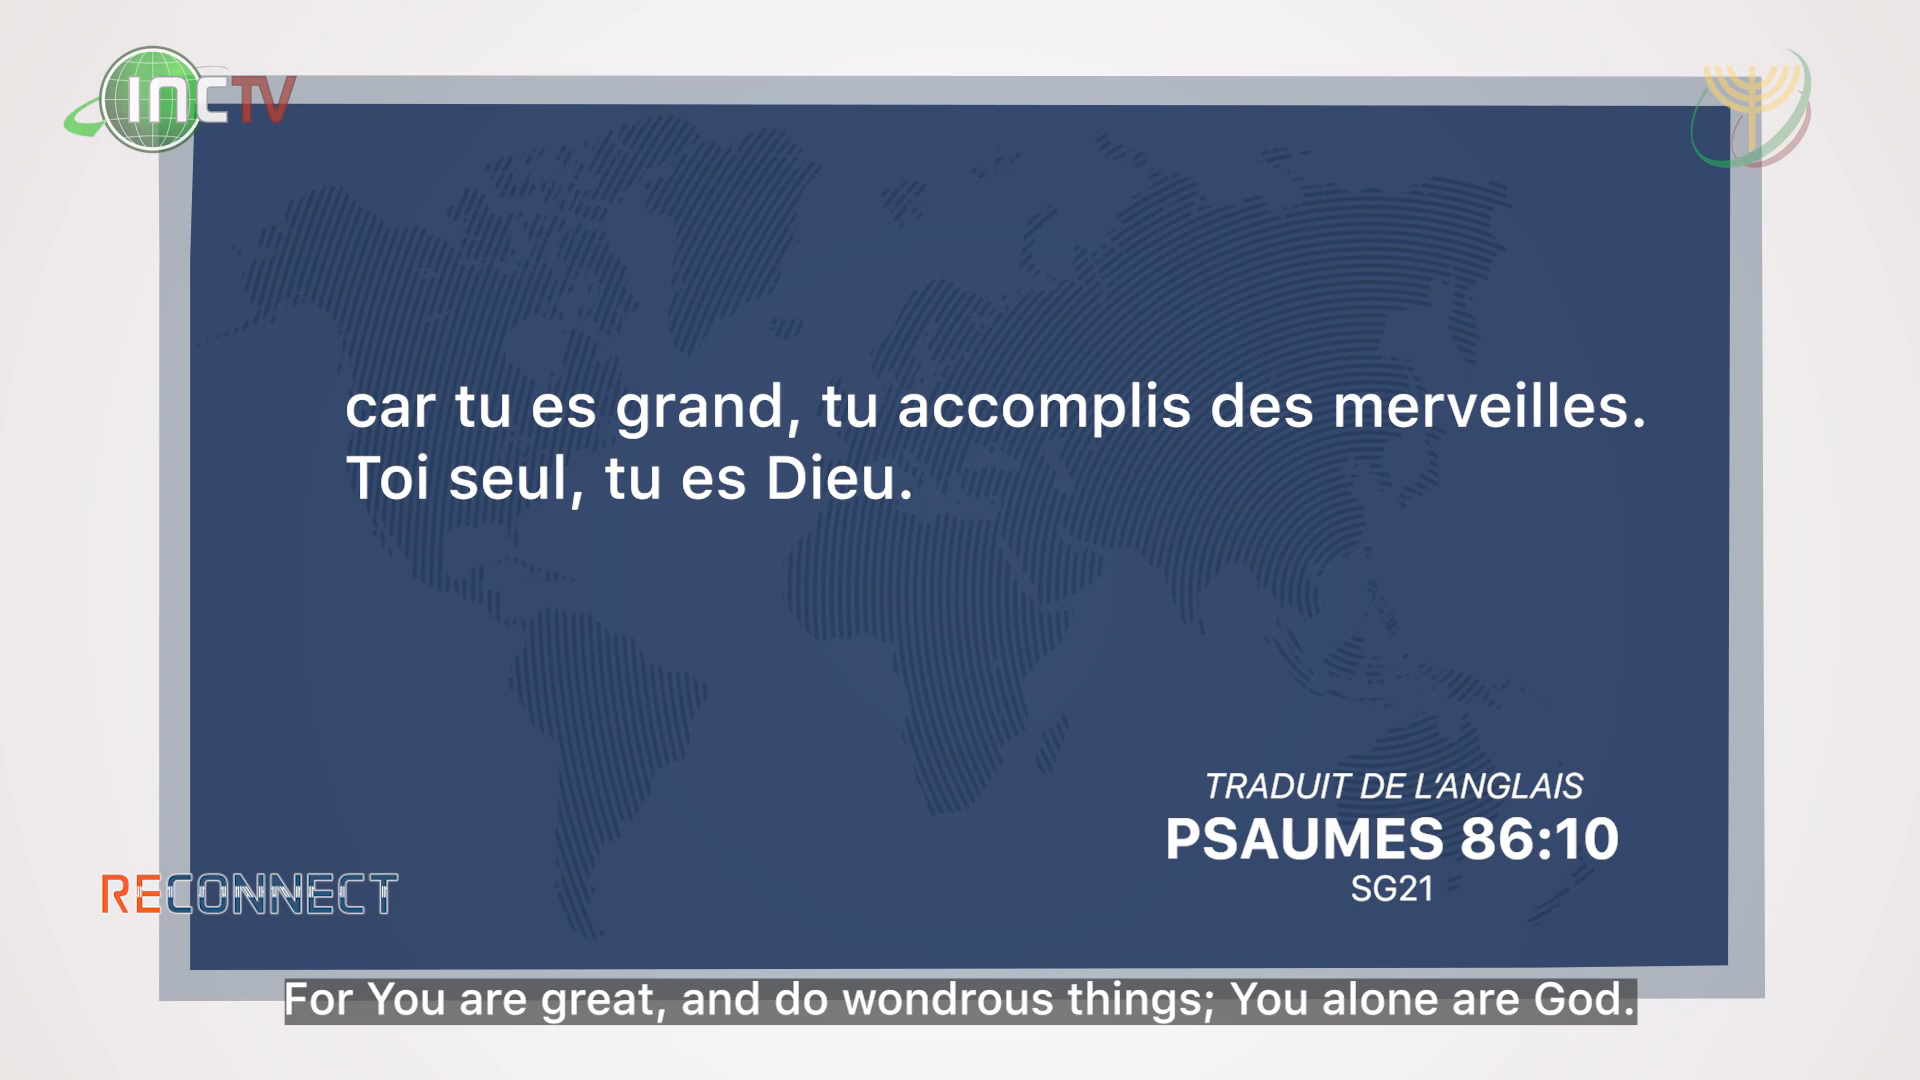 INCTV
car tu es grand, tu accomplis des merveilles.
Toi seul, tu es Dieu.
TRADUIT DE L'ANGLAIS
PSAUMES 86:10
SG21
RECONNECT
For You are great, and do wondrous things; You alone are God.